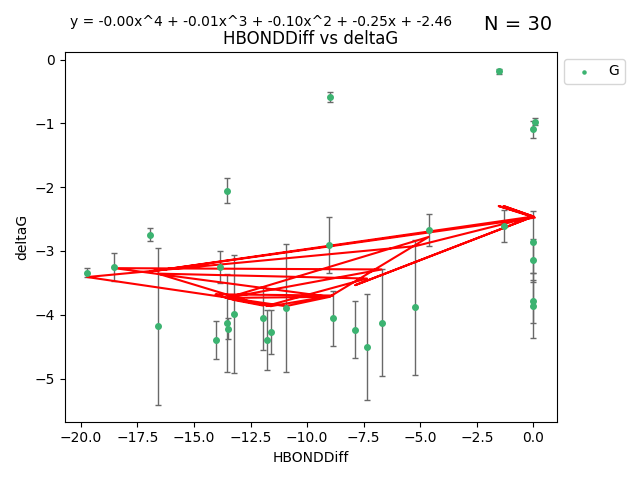 y = -0.00x^4 + -0.01x^3 + -0.10x^2 + -0.25x + -2.46
N = 30
HBONDDiff vs deltaG
G
0
−1
−2
−3
−4
−5
deltaG
−20.0 −17.5 −15.0 −12.5 −10.0 −7.5 −5.0 −2.5 0.0
HBONDDiff